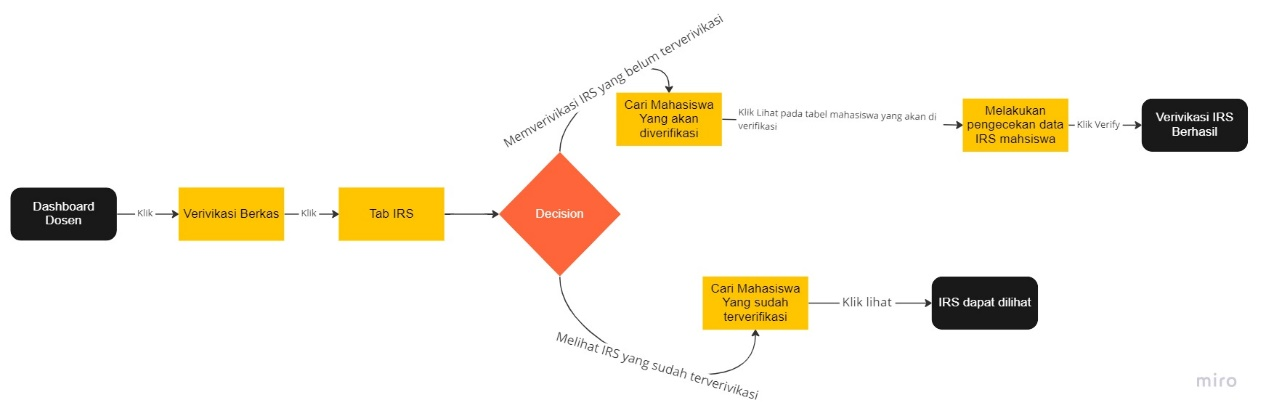 Dashboard
Dosen
Klik
Verivikasi Berkas
Klik
Tab IRS
Decision
Memverivikasi IRS yang belum terverivikasi
Cari Mahasiswa
Yang akan
diverifikasi
Klik Lihat pada tabel mahasiswa yang akan di
verifikasi
Melakukan
pengecekan data
IRS mahsiswa
Klik Verify
Verivikasi IRS
Berhasil
Melihat IRS yang sudah terverivikasi
Cari Mahasiswa
Yang sudah
terverifikasi
Klik lihat
IRS dapat dilihat
miro